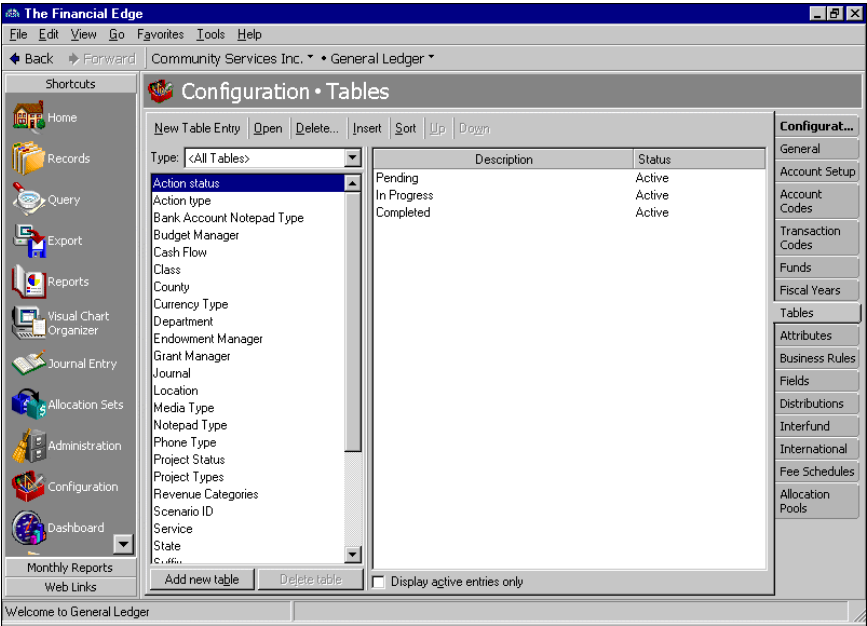 The Financial Edge
File Edit View Go Favorites Tools Help
Back Forward Community Services Inc. • General Ledger
Shortcuts
Home
Records
Query
Export
Reports
Visual Chart
Organizer
Journal Entry
Allocation Sets
Administration
Configuration
Dashboard
Monthly Reports
Web Links
Configuration • Tables
New Table Entry Open Delete... Insert Sort Up Down
Type: <All Tables>
Action status
Action type
Bank Account Notepad Type
Budget Manager
Cash Flow
Class
County
Currency Type
Department
Endowment Manager
Grant Manager
Journal
Location
Media Type
Notepad Type
Phone Type
Project Status
Project Types
Revenue Categories
Scenario ID
Service
State
Suffix
Add new table Delete table
Description Status
Pending Active
In Progress Active
Completed Active
Display active entries only
Configurat...
General
Account Setup
Account
Codes
Transaction
Codes
Funds
Fiscal Years
Tables
Attributes
Business Rules
Fields
Distributions
Interfund
International
Fee Schedules
Allocation
Pools
Welcome to General Ledger